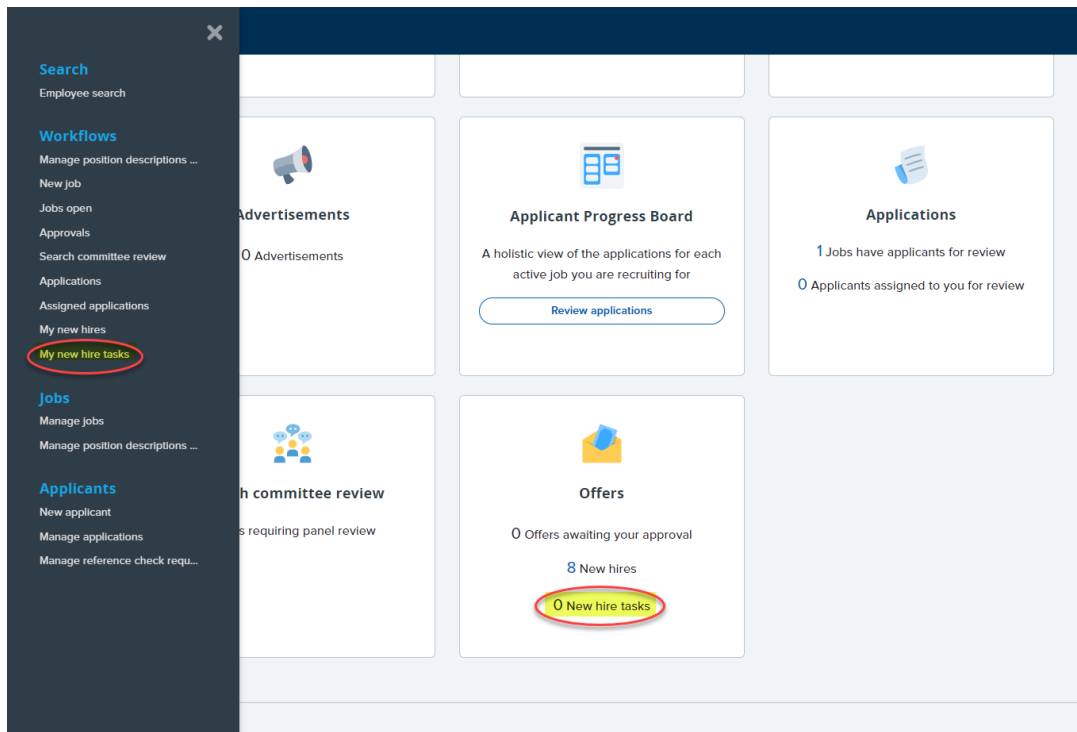 Search
Employee search
Workflows
Manage position descriptions ...
New job
Jobs open
Approvals
Search committee review
Applications
Assigned applications
My new hires
My new hire tasks
Jobs
Manage jobs
Manage position descriptions ...
Applicants
New applicant
Manage applications
Manage reference check requ...
Advertisements
0 Advertisements
Applicant Progress Board
A holistic view of the applications for each
active job you are recruiting for
Review applications
Applications
1 Jobs have applicants for review
0 Applicants assigned to you for review
h committee review
s requiring panel review
Offers
0 Offers awaiting your approval
8 New hires
0 New hire tasks